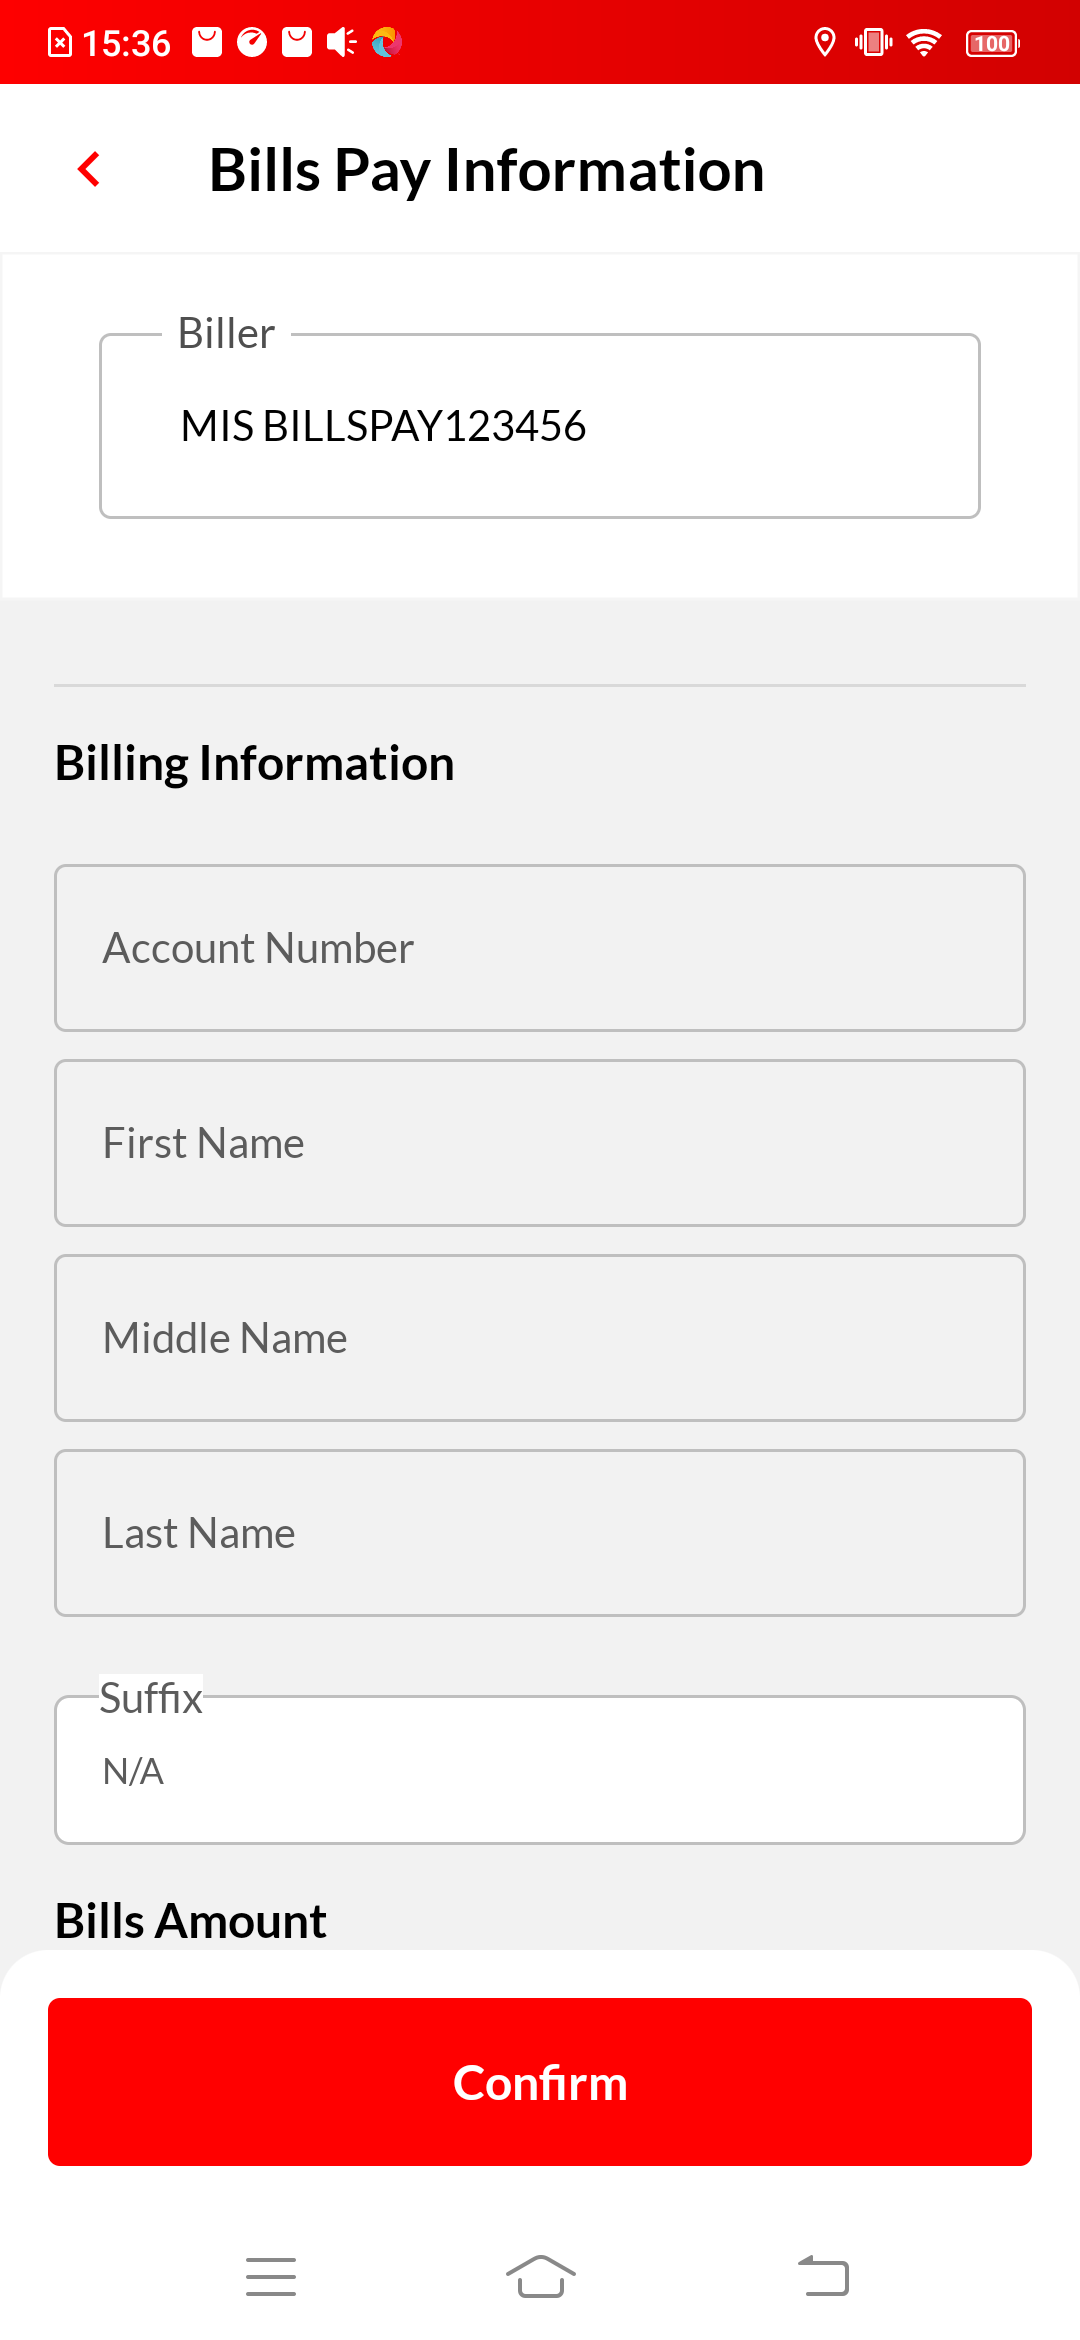 15:36
100
Bills Pay Information
Biller
MIS BILLSPAY123456
Billing Information
Account Number
First Name
Middle Name
Last Name
Suffix
N/A
Bills Amount
Confirm